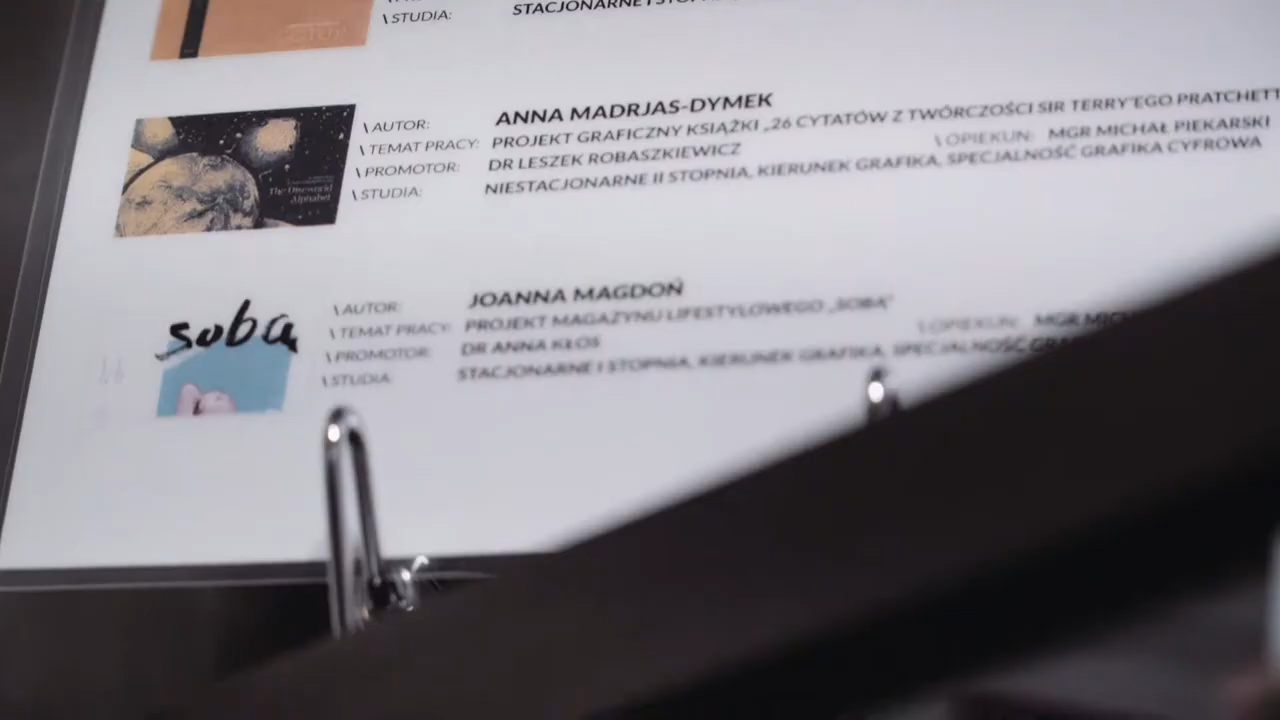 \ STUDIA: STACJONARNE I
ANNA MADRJAS-DYMEK
\ AUTOR:
\ TEMAT PRACY: PROJEKT GRAFICZNY KSIĄŻKI „26 CYTATÓW Z TWÓRCZOŚCI SIR TERRY'EGO PRATCHETT
\ PROMOTOR: DR LESZEK ROBASZKIEWICZ \ OPIEKUN: MGR MICHAŁ PIEKARSKI
\ STUDIA: NIESTACJONARNE II STOPNIA, KIERUNEK GRAFIKA, SPECJALNOŚĆ GRAFIKA CYFROWA
The Discworld
Alphabet
soba
\ AUTOR: JOANNA MAGDOŃ
\ TEMAT PRACY: PROJEKT MAGAZYNU LIFESTYLOWEGO „SOBA"
\ PROMOTOR: DR ANNA KŁOS \ OPIEKUN: MGR
\ STUDIA: STACJONARNE I STOPNIA, KIERUNEK GRAFIKA, SPECJALNOŚĆ